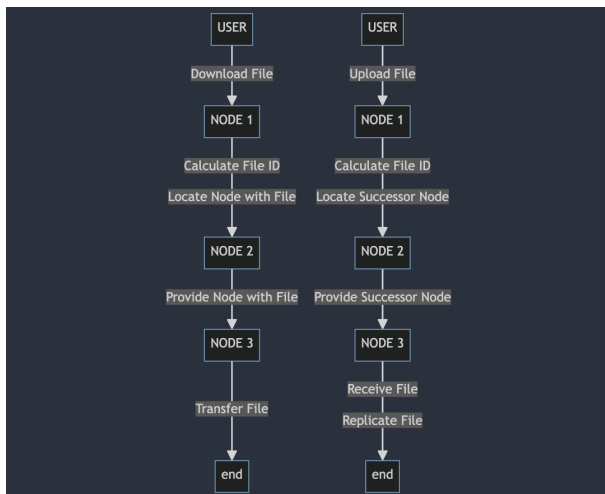 USER
Download File
NODE 1
Calculate File ID
Locate Node with File
NODE 2
Provide Node with File
NODE 3
Transfer File
end
USER
Upload File
NODE 1
Calculate File ID
Locate Successor Node
NODE 2
Provide Successor Node
NODE 3
Receive File
Replicate File
end